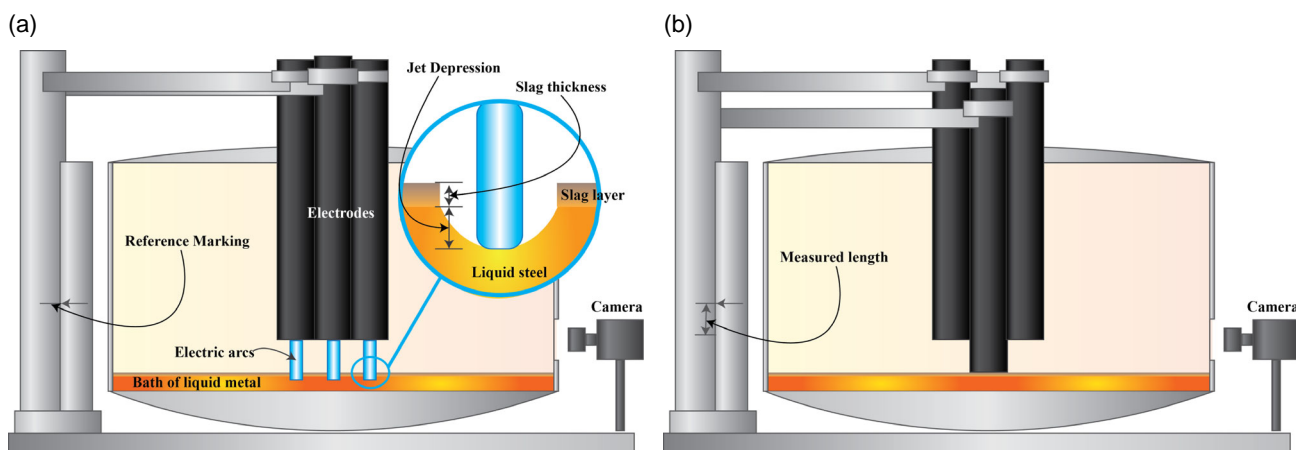 (a)
Jet Depression
Slag thickness
Electrodes
Slag layer
Reference Marking
Liquid steel
Camera
Electric arcs
Bath of liquid metal
(b)
Measured length
Camera